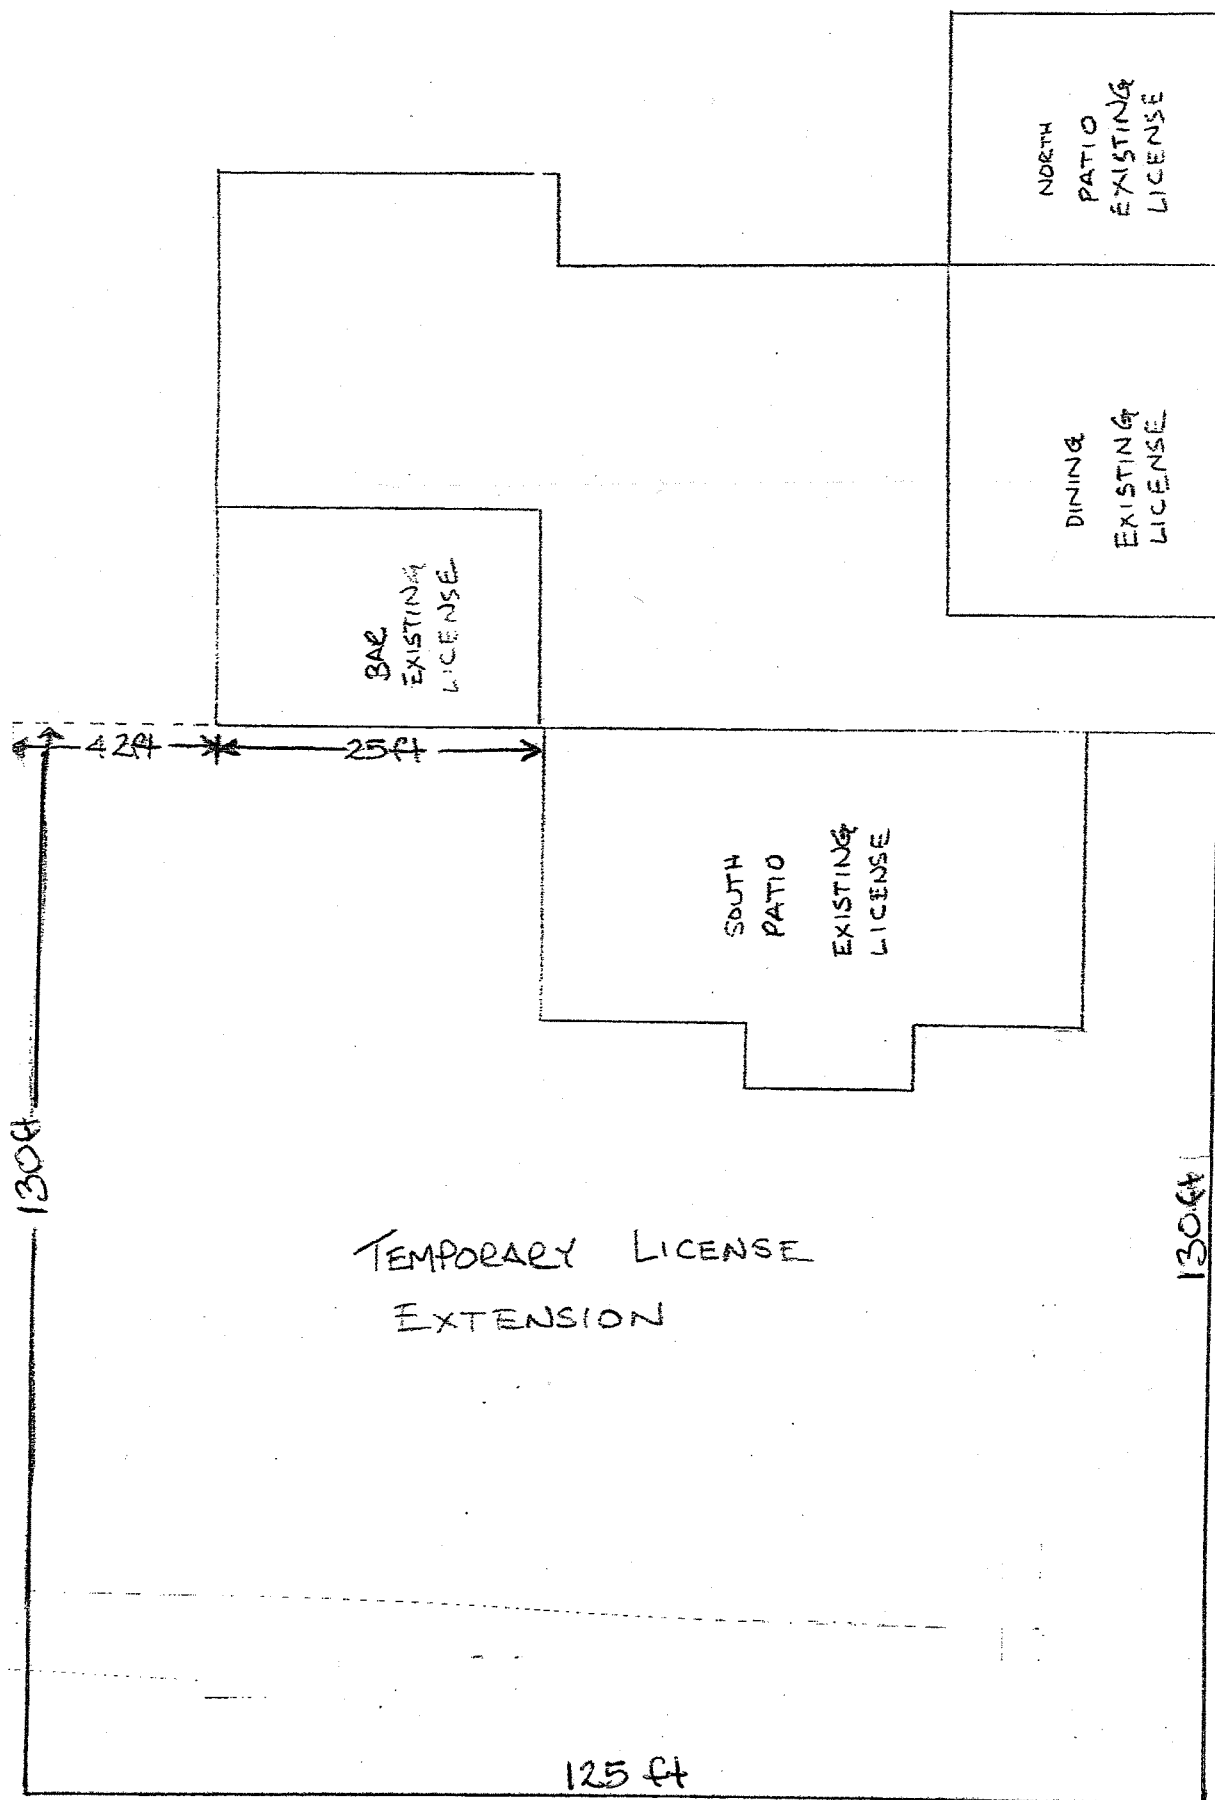 NORTH
PATIO
EXISTING
LICENSE
DINING
EXISTING
LICENSE
BAR
EXISTING
LICENSE
42ft
25ft
SOUTH
PATIO
EXISTING
LICENSE
130ft
130ft
TEMPORARY LICENSE
EXTENSION
125 ft